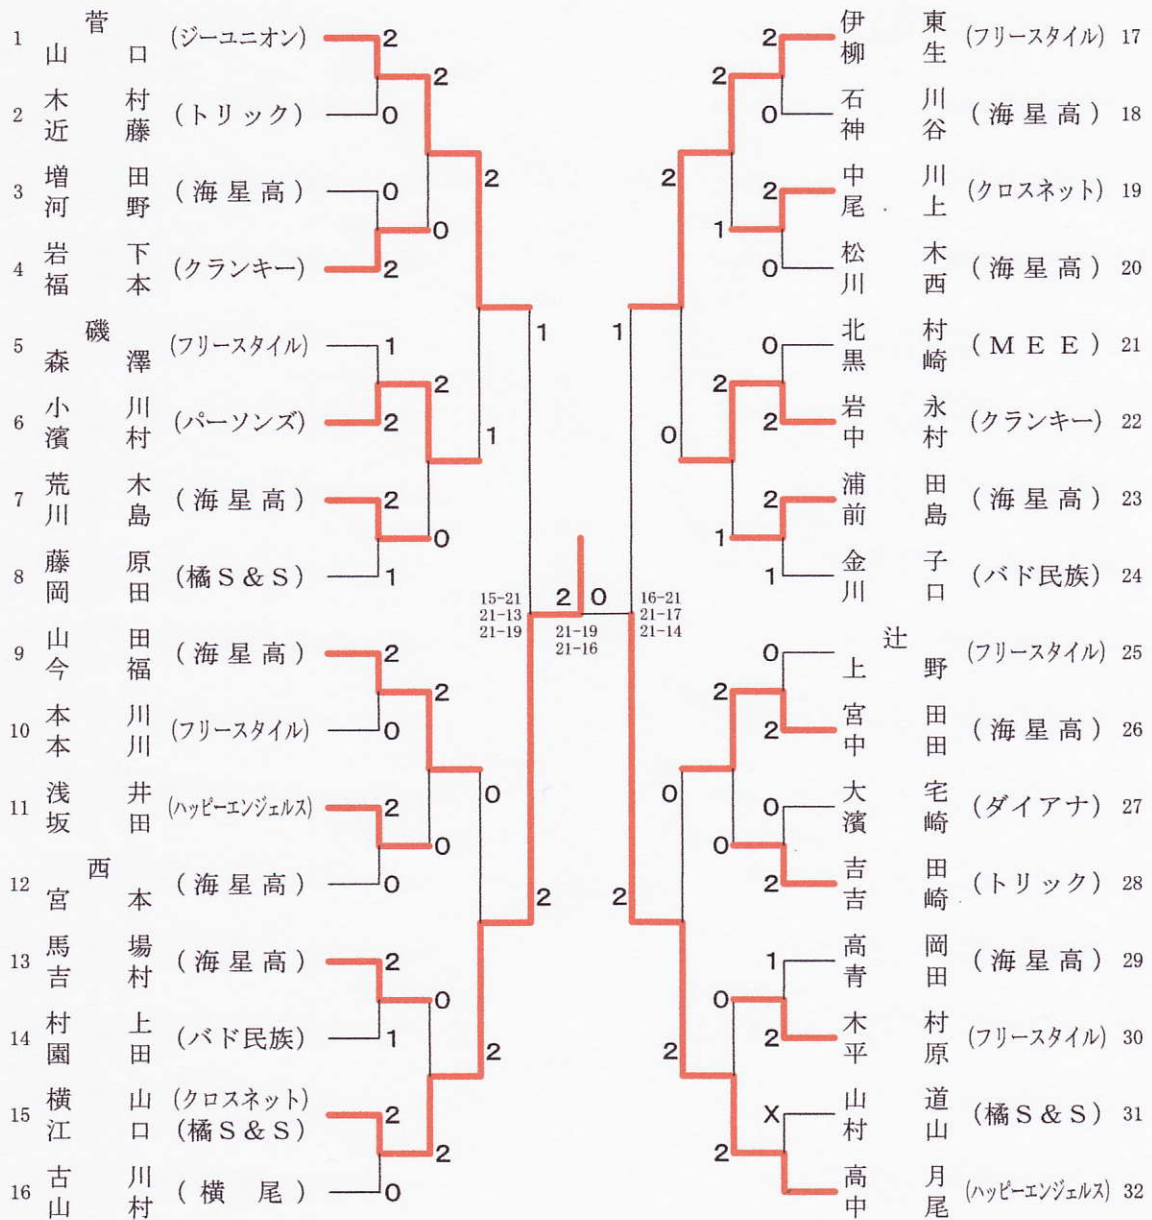 1 菅 山口 (ジーユニオン) 2
2 木村 近藤 (トリック) 0
2
3 増田 河野 (海星高) 0
4 岩下 福本 (クランキー) 2
0
2
5 磯 森澤 (フリースタイル) 1
6 小川 濱村 (パーソンズ) 2
2
7 荒木 川島 (海星高) 2
8 藤原 岡田 (橘S&S) 1
0
1
1
9 山田 今福 (海星高) 2
10 本川 本川 (フリースタイル) 0
2
11 浅井 坂田 (ハッピーエンジェルス) 2
12 西 宮本 (海星高) 0
0
0
13 馬場 吉村 (海星高) 2
14 村上 園田 (バド民族) 1
0
15 横山 江口 (クロスネット) (橘S&S) 2
16 古川 山村 (横尾) 0
2
2
2
15-21
21-13
21-19
2 0
21-19
21-16
16-21
21-17
21-14
2 伊東 柳生 (フリースタイル) 17
0 石川 神谷 (海星高) 18
2
2 中川 尾上 (クロスネット) 19
0 松木 川西 (海星高) 20
1
2
0 北村 黒崎 (MEE) 21
2 岩永 中村 (クランキー) 22
2
2 浦田 前島 (海星高) 23
1 金子 川口 (バド民族) 24
1
0
1
0 辻 上野 (フリースタイル) 25
2 宮田 中田 (海星高) 26
2
0 大宅 濱崎 (ダイアナ) 27
2 吉田 吉崎 (トリック) 28
0
0
1 高岡 青田 (海星高) 29
2 木村 平原 (フリースタイル) 30
0
X 山道 村山 (橘S&S) 31
高月 中尾 (ハッピーエンジェルス) 32
2
2
2